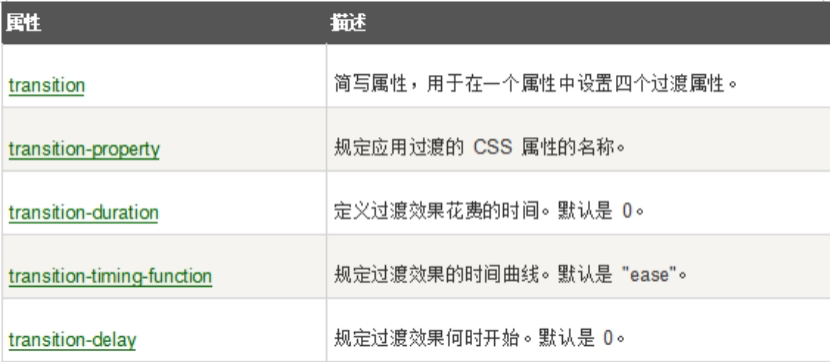 属性 描述
transition 简写属性，用于在一个属性中设置四个过渡属性。
transition-property 规定应用过渡的 CSS 属性的名称。
transition-duration 定义过渡效果花费的时间。默认是 0。
transition-timing-function 规定过渡效果的时间曲线。默认是 "ease"。
transition-delay 规定过渡效果何时开始。默认是 0。